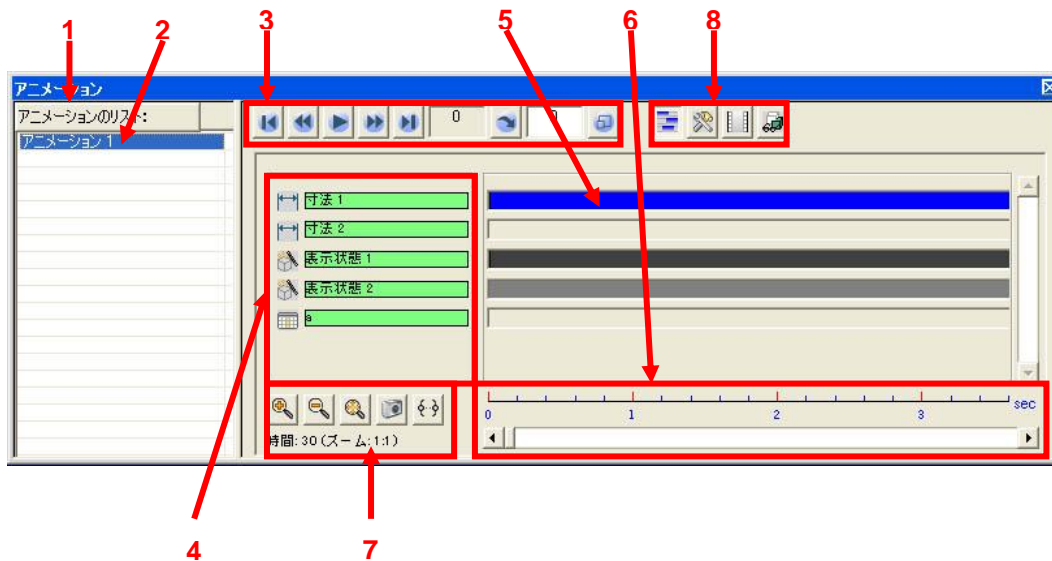 1 2 3 5 6 8
アニメーション
アニメーションのリスト:
0 0
アニメーション 1
寸法 1
寸法 2
表示状態 1
表示状態 2
a
0 1 2 3 sec
時間: 30 (ズーム:1:1)
4 7